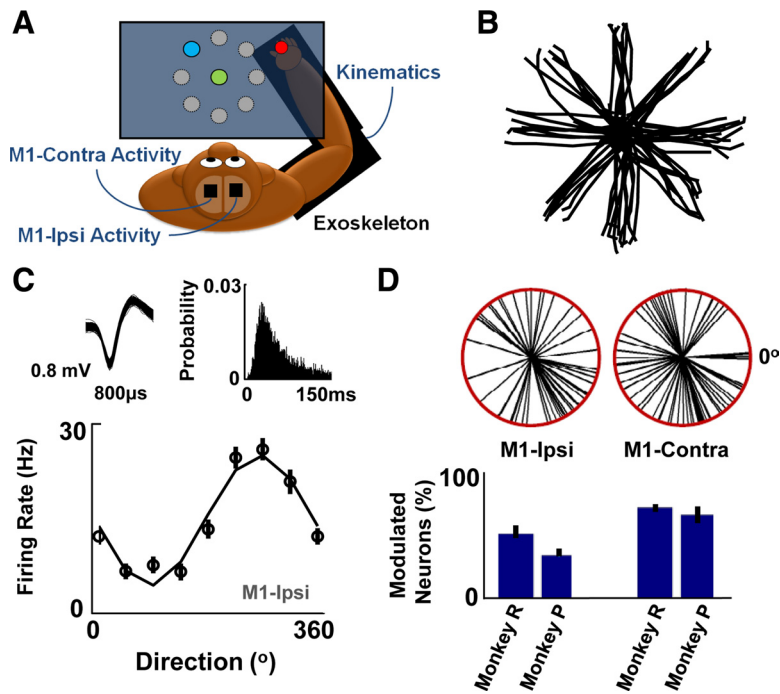 A
Kinematics
M1-Contra Activity
M1-Ipsi Activity
Exoskeleton
B
C
0.8 mV
800µs
Probability
0.03
0
0
150ms
Firing Rate (Hz)
30
0
M1-Ipsi
0
360
Direction (o)
D
0o
M1-Ipsi
M1-Contra
Modulated
Neurons (%)
100
0
Monkey R
Monkey P
Monkey R
Monkey P